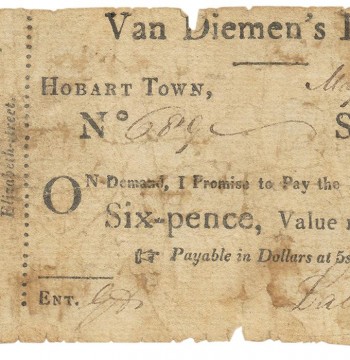 Van Diemen's
HOBART TOWN,
Nº 689
ON Demand, I Promise to Pay the
Six-pence, Value
☞ Payable in Dollars at 5s
ENT.
Elizabeth-street.